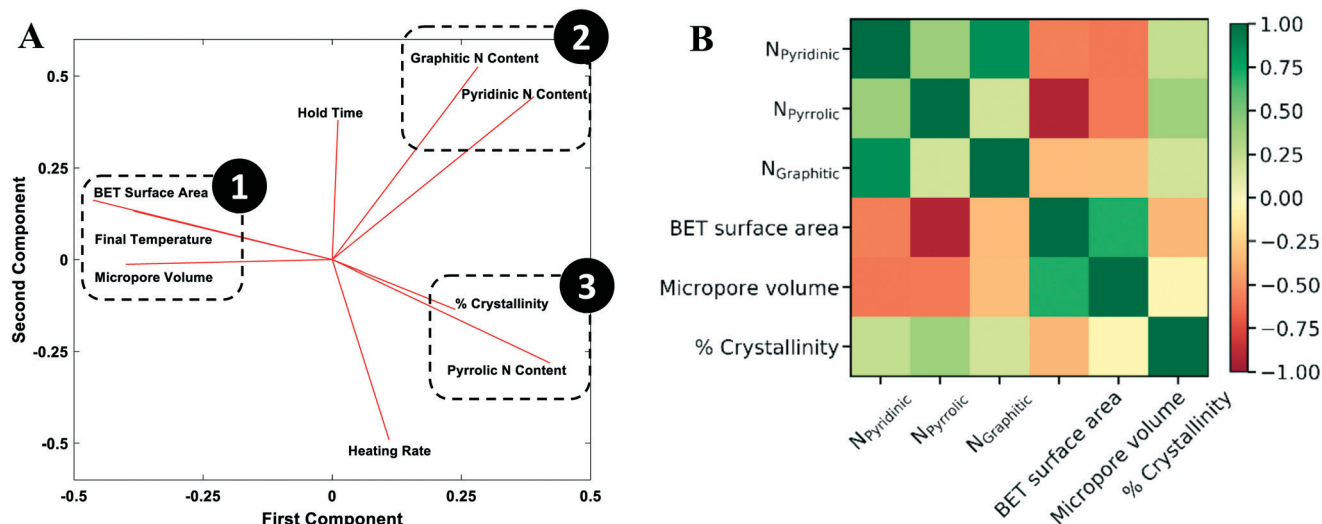 A
Second Component
0.5
0.25
0
-0.25
-0.5
-0.5
-0.25
0
0.25
0.5
First Component
1
BET Surface Area
Final Temperature
Micropore Volume
Hold Time
2
Graphitic N Content
Pyridinic N Content
3
% Crystallinity
Pyrrolic N Content
Heating Rate
B
NPyridinic
NPyrrolic
NGraphitic
BET surface area
Micropore volume
% Crystallinity
NPyridinic
NPyrrolic
NGraphitic
BET surface area
Micropore volume
% Crystallinity
1.00
0.75
0.50
0.25
0.00
−0.25
−0.50
−0.75
−1.00